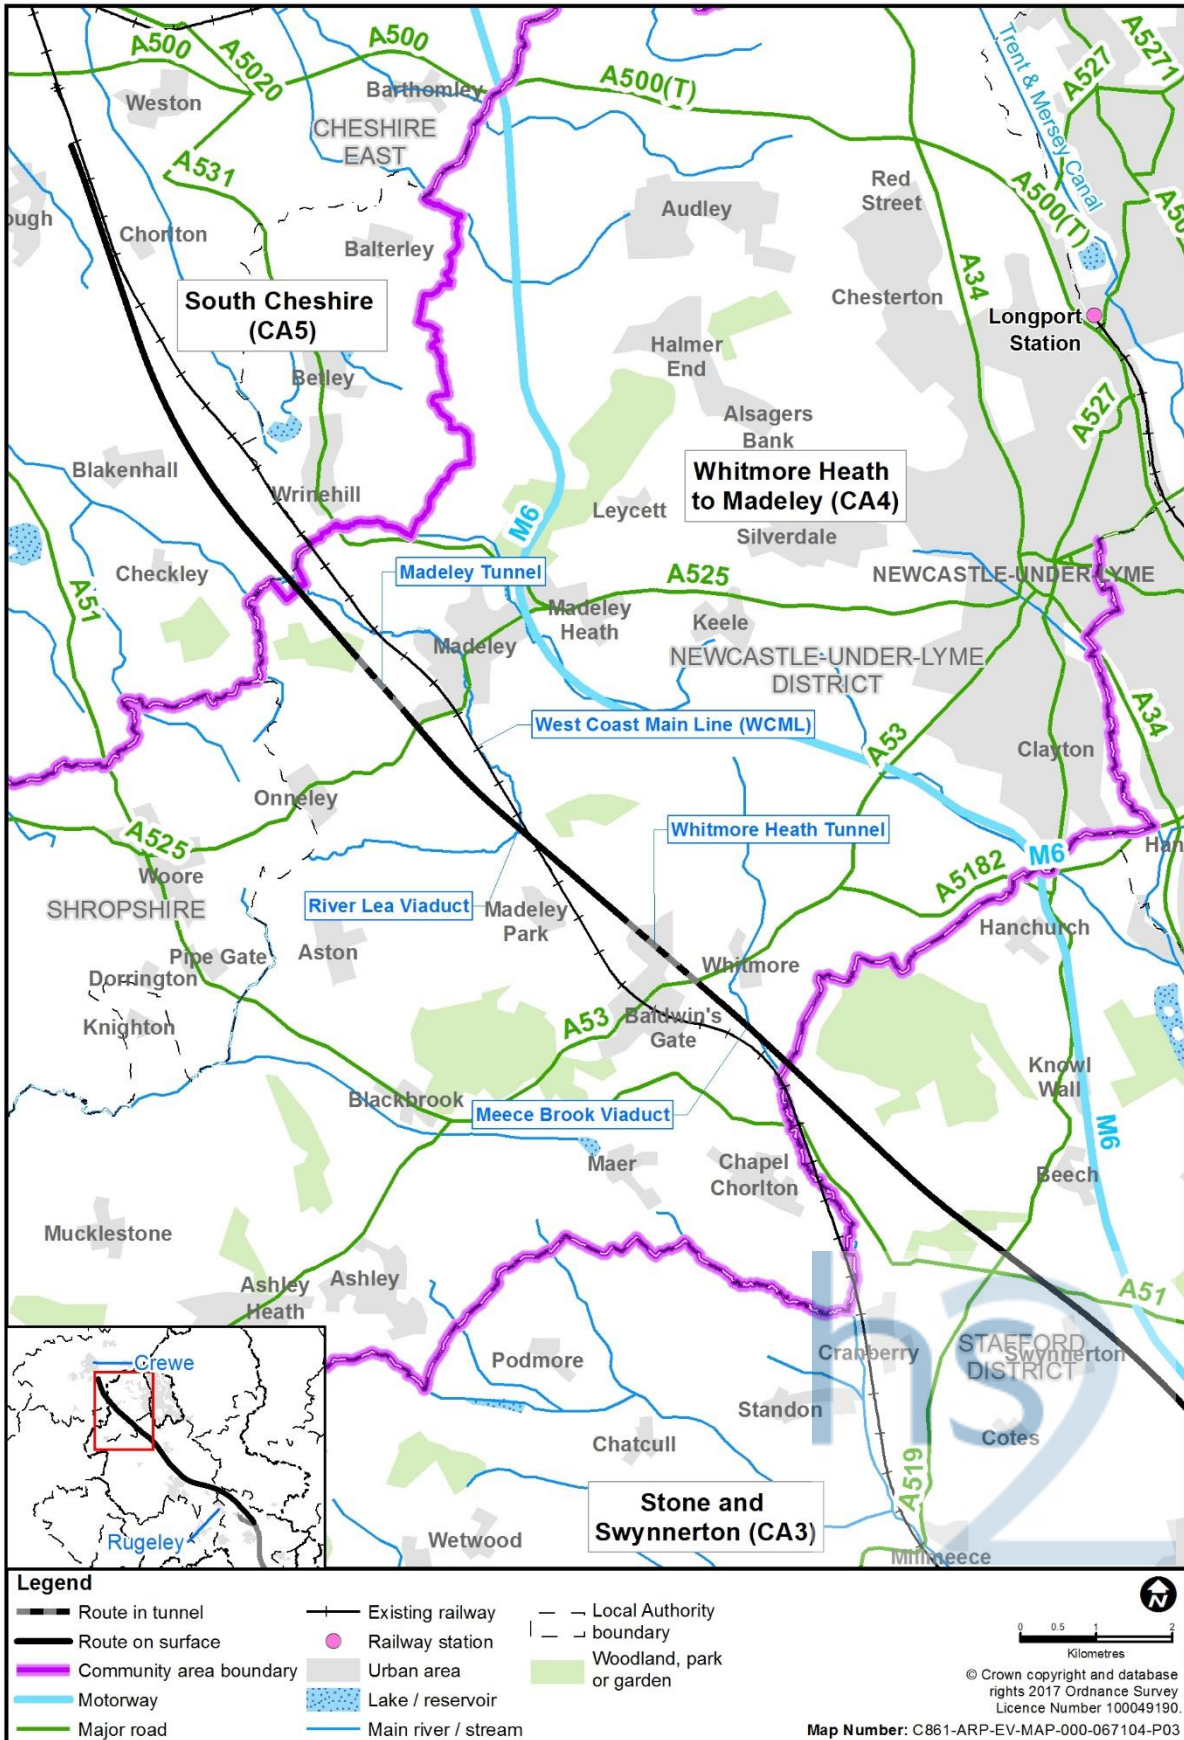 A500
A5020
A500
A500(T)
Trent & Mersey Canal
A527
A5271
Weston
Barthomley
CHESHIRE
EAST
A531
Red
Street
Audley
A500(T)
ough
Chorlton
Balterley
A34
South Cheshire
(CA5)
Chesterton
Longport
Station
Halmer
End
Betley
Alsagers
Bank
A527
Blakenhall
Wrinehill
Whitmore Heath
to Madeley (CA4)
M6
Leycett
Silverdale
Checkley
Madeley Tunnel
A525
NEWCASTLE-UNDER-LYME
A51
Madeley
Heath
Keele
Madeley
NEWCASTLE-UNDER-LYME
DISTRICT
West Coast Main Line (WCML)
A53
A34
Clayton
Onneley
A525
Whitmore Heath Tunnel
M6
Han
Woore
A5182
SHROPSHIRE
River Lea Viaduct
Madeley
Park
Hanchurch
Pipe Gate
Aston
Whitmore
Dorrington
Knighton
A53
Baldwin's
Gate
Knowl
Wall
Blackbrook
Meece Brook Viaduct
M6
Maer
Chapel
Chorlton
Beech
Mucklestone
Ashley
Heath
Ashley
A51
hs2
Crewe
Podmore
Cranberry
STAFFORD
DISTRICT
Swynnerton
Standon
Chatcull
Cotes
A519
Stone and
Swynnerton (CA3)
Rugeley
Wetwood
Millmeece
Legend
Route in tunnel
Route on surface
Community area boundary
Motorway
Major road
Existing railway
Railway station
Urban area
Lake / reservoir
Main river / stream
Local Authority
boundary
Woodland, park
or garden
N
0 0.5 1 2
Kilometres
© Crown copyright and database
rights 2017 Ordnance Survey
Licence Number 100049190.
Map Number: C861-ARP-EV-MAP-000-067104-P03